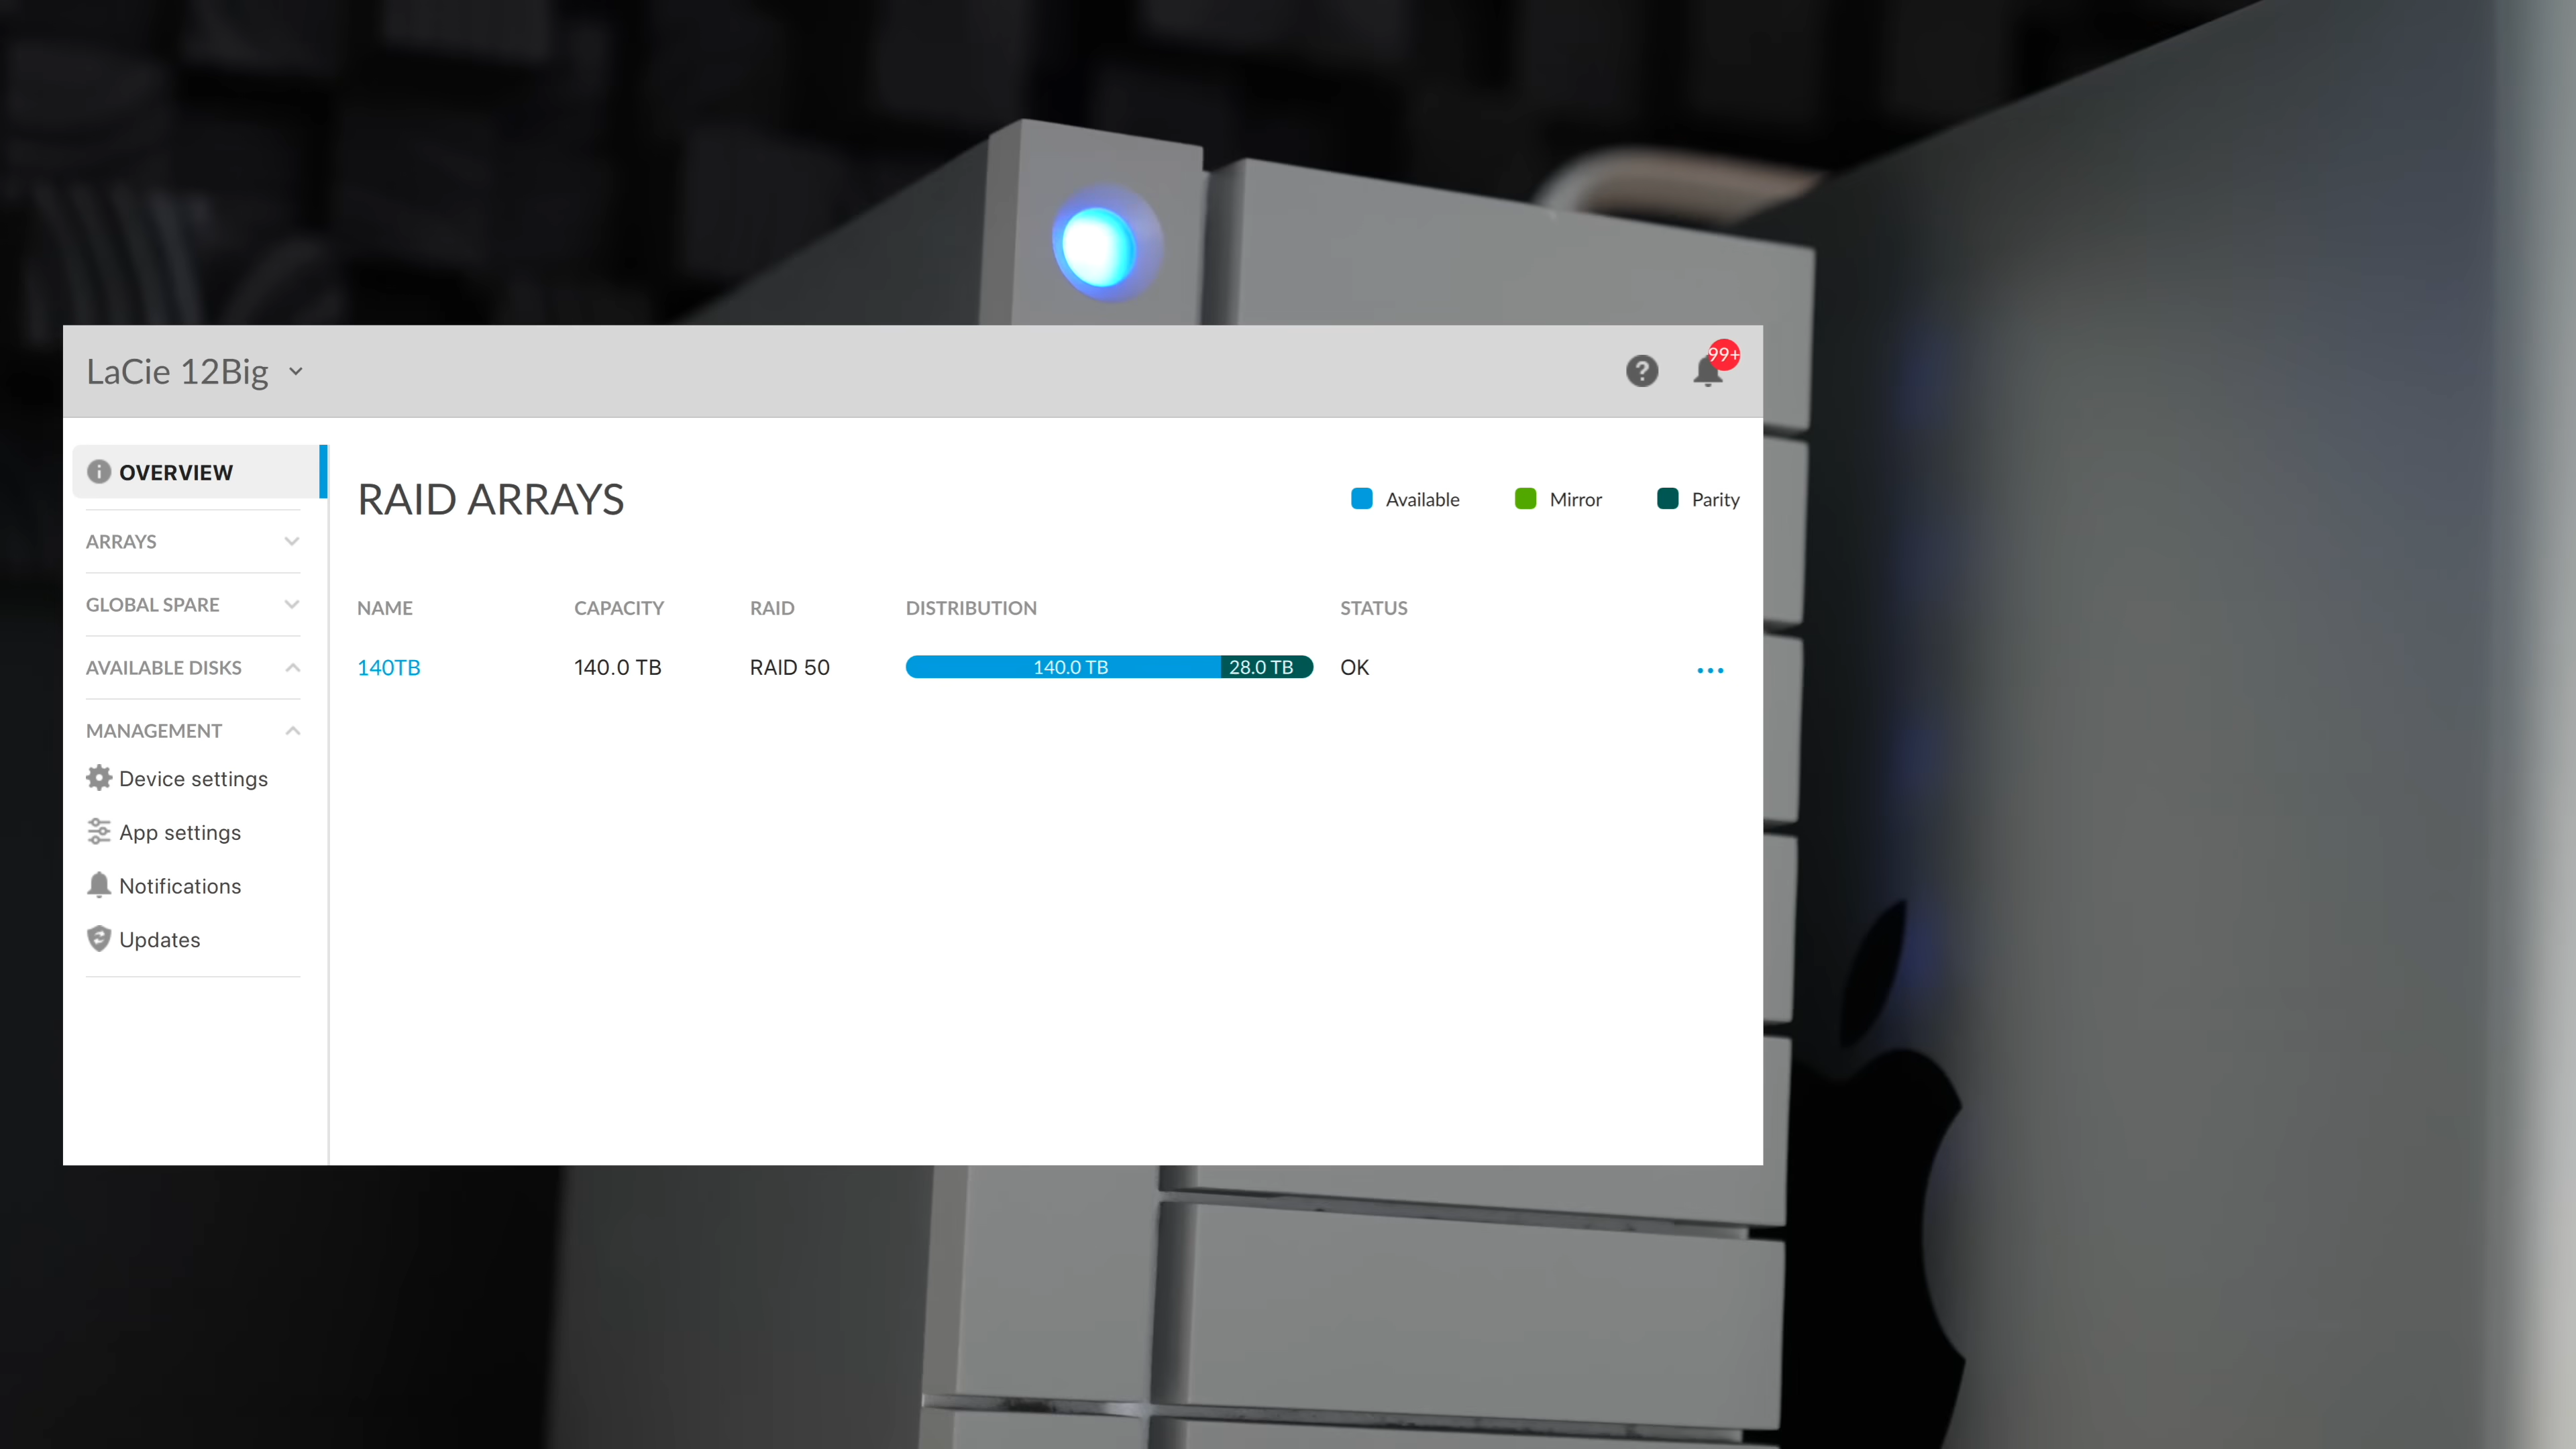 LaCie 12Big
99+
OVERVIEW
ARRAYS
GLOBAL SPARE
AVAILABLE DISKS
MANAGEMENT
Device settings
App settings
Notifications
Updates
RAID ARRAYS
Available
Mirror
Parity
NAME CAPACITY RAID DISTRIBUTION STATUS
140TB 140.0 TB RAID 50 140.0 TB 28.0 TB OK